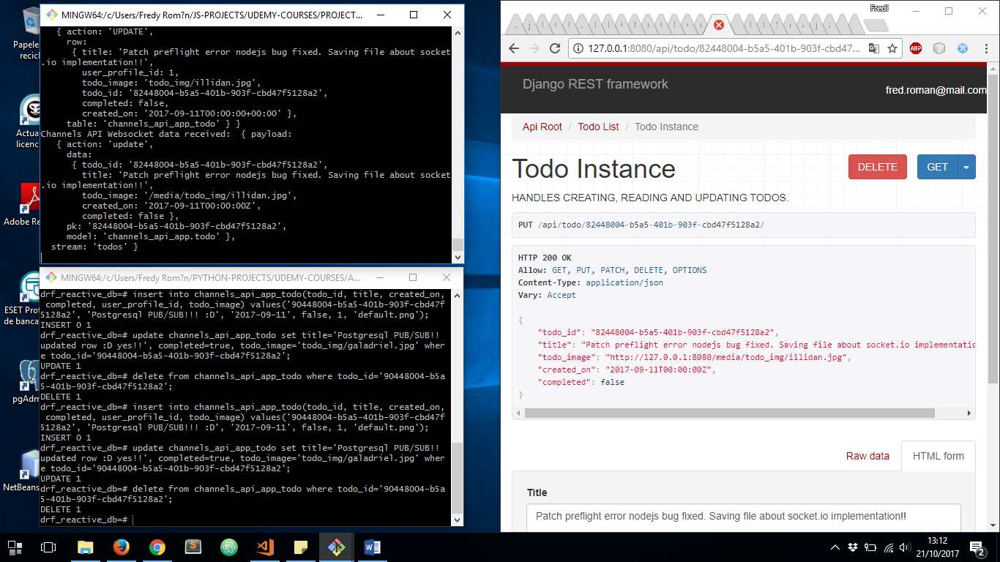 Papele
recicl
Actua
licenc
Adobe Re
ESET Prot
de banca
pgAdm
NetBeans
MINGW64:/c/Users/Fredy Rom?n/JS-PROJECTS/UDEMY-COURSES/PROJECT...
{ action: 'UPDATE',
row:
{ title: 'Patch preflight error nodejs bug fixed. Saving file about socket
.io implementation!!',
user_profile_id: 1,
todo_image: 'todo_img/illidan.jpg',
todo_id: '82448004-b5a5-401b-903f-cbd47f5128a2',
completed: false,
created_on: '2017-09-11T00:00:00+00:00' },
table: 'channels_api_app_todo' } }
Channels API Websocket data received:  { payload:
{ action: 'update',
data:
{ todo_id: '82448004-b5a5-401b-903f-cbd47f5128a2',
title: 'Patch preflight error nodejs bug fixed. Saving file about socket
.io implementation!!',
todo_image: '/media/todo_img/illidan.jpg',
created_on: '2017-09-11T00:00:00Z',
completed: false },
pk: '82448004-b5a5-401b-903f-cbd47f5128a2',
model: 'channels_api_app.todo' },
stream: 'todos' }
MINGW64:/c/Users/Fredy Rom?n/PYTHON-PROJECTS/UDEMY-COURSES/A...
drf_reactive_db=# insert into channels_api_app_todo(todo_id, title, created_on,
completed, user_profile_id, todo_image) values('90448004-b5a5-401b-903f-cbd47f
5128a2', 'Postgresql PUB/SUB!!! :D', '2017-09-11', false, 1, 'default.png');
INSERT 0 1
drf_reactive_db=# update channels_api_app_todo set title='Postgresql PUB/SUB!!
updated row :D yes!!', completed=true, todo_image='todo_img/galadriel.jpg' wher
e todo_id='90448004-b5a5-401b-903f-cbd47f5128a2';
UPDATE 1
drf_reactive_db=# delete from channels_api_app_todo where todo_id='90448004-b5a
5-401b-903f-cbd47f5128a2';
DELETE 1
drf_reactive_db=# insert into channels_api_app_todo(todo_id, title, created_on,
completed, user_profile_id, todo_image) values('90448004-b5a5-401b-903f-cbd47f
5128a2', 'Postgresql PUB/SUB!!! :D', '2017-09-11', false, 1, 'default.png');
INSERT 0 1
drf_reactive_db=# update channels_api_app_todo set title='Postgresql PUB/SUB!!
updated row :D yes!!', completed=true, todo_image='todo_img/galadriel.jpg' wher
e todo_id='90448004-b5a5-401b-903f-cbd47f5128a2';
UPDATE 1
drf_reactive_db=# delete from channels_api_app_todo where todo_id='90448004-b5a
5-401b-903f-cbd47f5128a2';
DELETE 1
drf_reactive_db=#
Fredi
127.0.0.1:8080/api/todo/82448004-b5a5-401b-903f-cbd47...
ABP
Django REST framework
fred.roman@mail.com
Api Root / Todo List / Todo Instance
Todo Instance
DELETE
GET
HANDLES CREATING, READING AND UPDATING TODOS.
PUT /api/todo/82448004-b5a5-401b-903f-cbd47f5128a2/
HTTP 200 OK
Allow: GET, PUT, PATCH, DELETE, OPTIONS
Content-Type: application/json
Vary: Accept
{
"todo_id": "82448004-b5a5-401b-903f-cbd47f5128a2",
"title": "Patch preflight error nodejs bug fixed. Saving file about socket.io implementatio
"todo_image": "http://127.0.0.1:8080/media/todo_img/illidan.jpg",
"created_on": "2017-09-11T00:00:00Z",
"completed": false
}
Raw data
HTML form
Title
Patch preflight error nodejs bug fixed. Saving file about socket.io implementation!!
13:12
21/10/2017
2